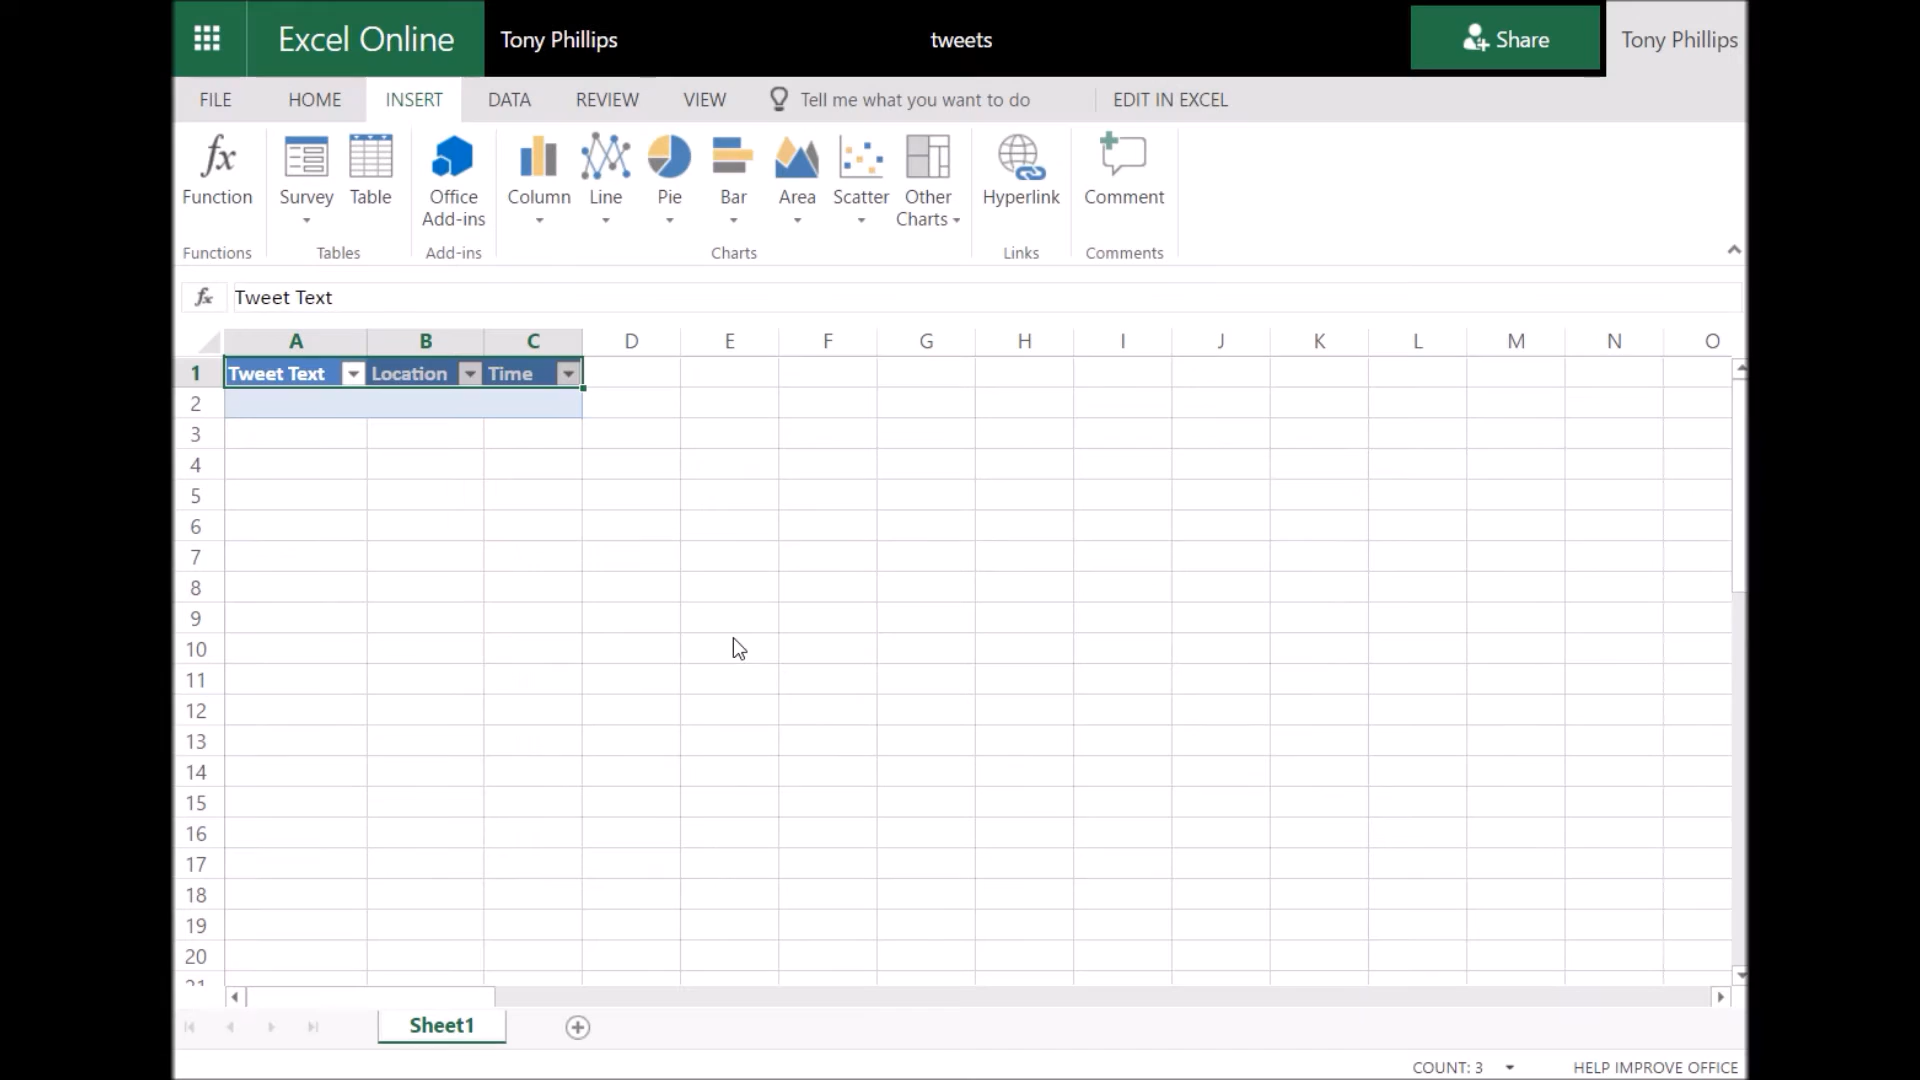 Excel Online Tony Phillips tweets Share Tony Phillips
FILE HOME INSERT DATA REVIEW VIEW Tell me what you want to do EDIT IN EXCEL
fx
Function Survey Table Office Add-ins Column Line Pie Bar Area Scatter Other Charts Hyperlink Comment
Functions Tables Add-ins Charts Links Comments
fx Tweet Text
A B C D E F G H I J K L M N O
1 Tweet Text Location Time
2
3
4
5
6
7
8
9
10
11
12
13
14
15
16
17
18
19
20
21
Sheet1
COUNT: 3 HELP IMPROVE OFFICE